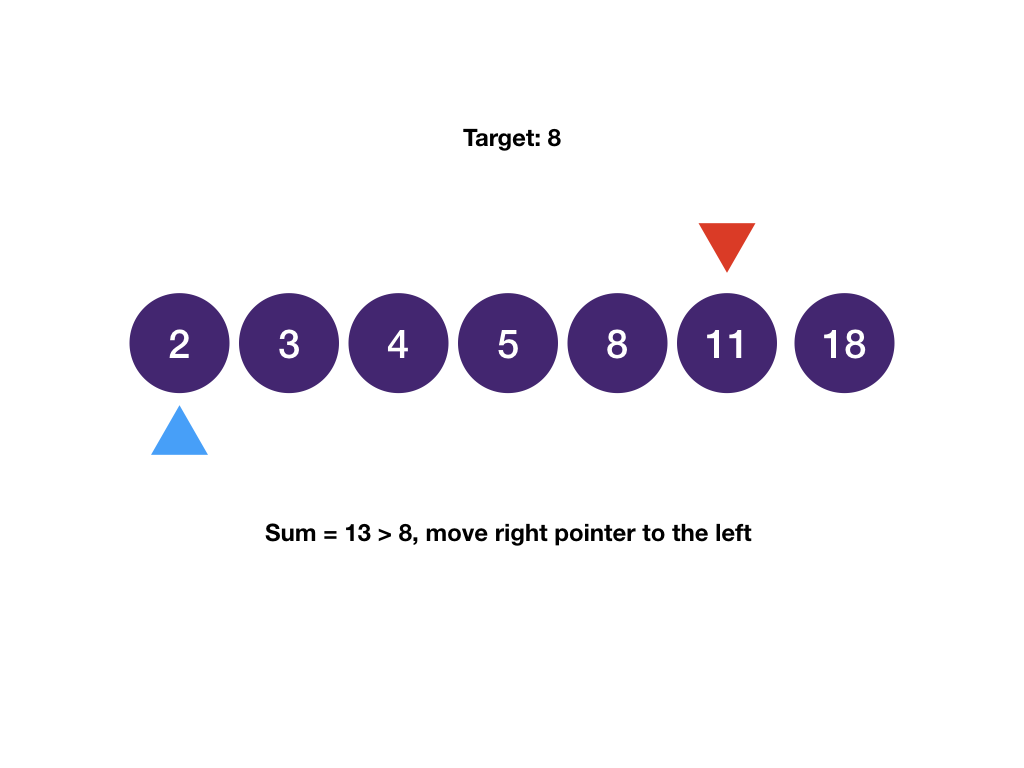 Target: 8
2 3 4 5 8 11 18
Sum = 13 > 8, move right pointer to the left